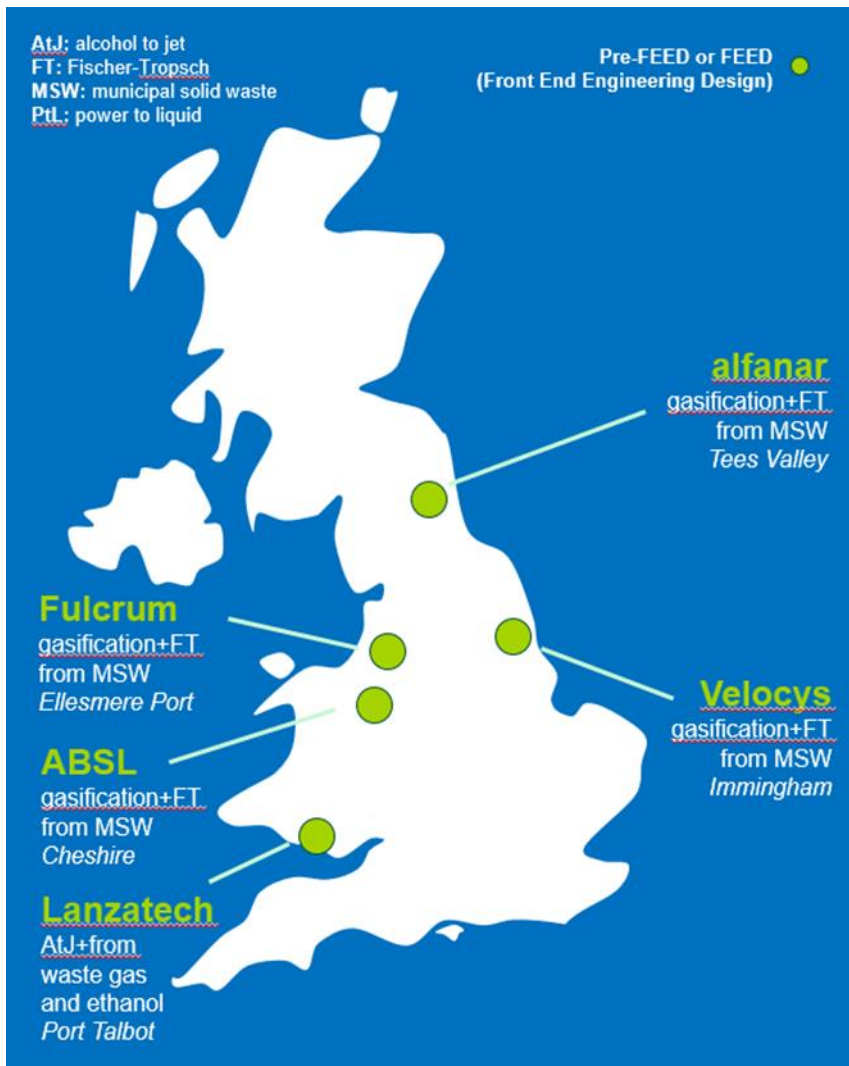 AtJ: alcohol to jet
FT: Fischer-Tropsch
MSW: municipal solid waste
PtL: power to liquid
Pre-FEED or FEED
(Front End Engineering Design)
alfanar
gasification+FT
from MSW
Tees Valley
Fulcrum
gasification+FT
from MSW
Ellesmere Port
Velocys
gasification+FT
from MSW
Immingham
ABSL
gasification+FT
from MSW
Cheshire
Lanzatech
AtJ+from
waste gas
and ethanol
Port Talbot